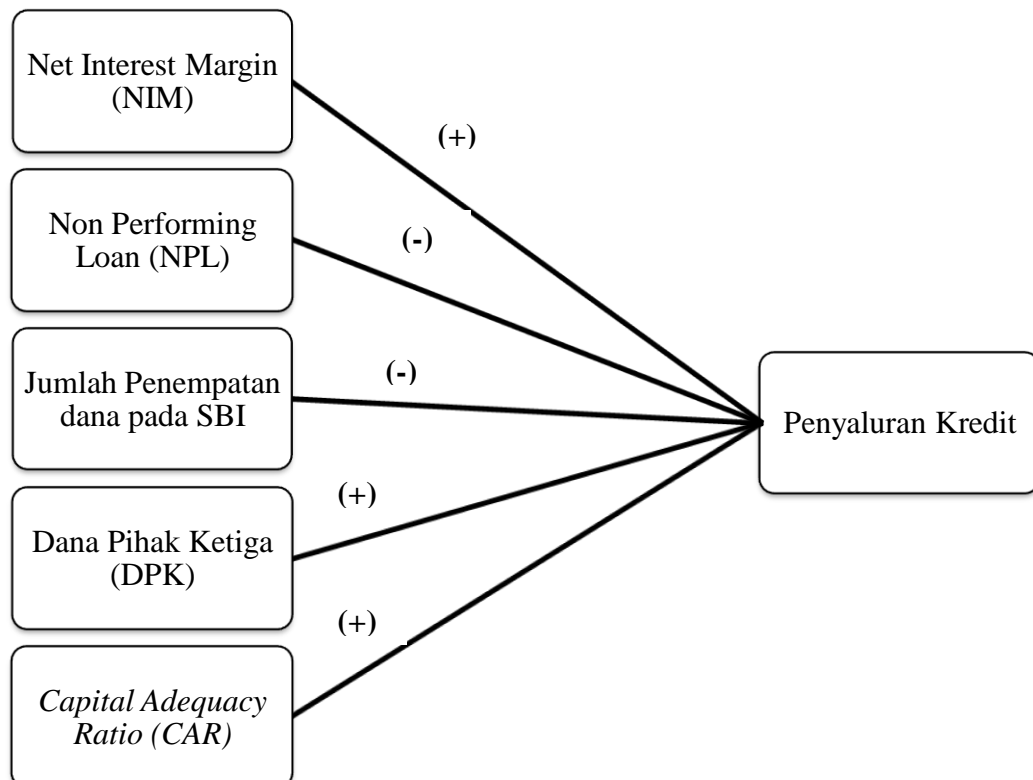 Net Interest Margin
(NIM)
(+)
Non Performing
Loan (NPL)
(-)
Jumlah Penempatan
dana pada SBI
(-)
Penyaluran Kredit
Dana Pihak Ketiga
(DPK)
(+)
Capital Adequacy
Ratio (CAR)
(+)